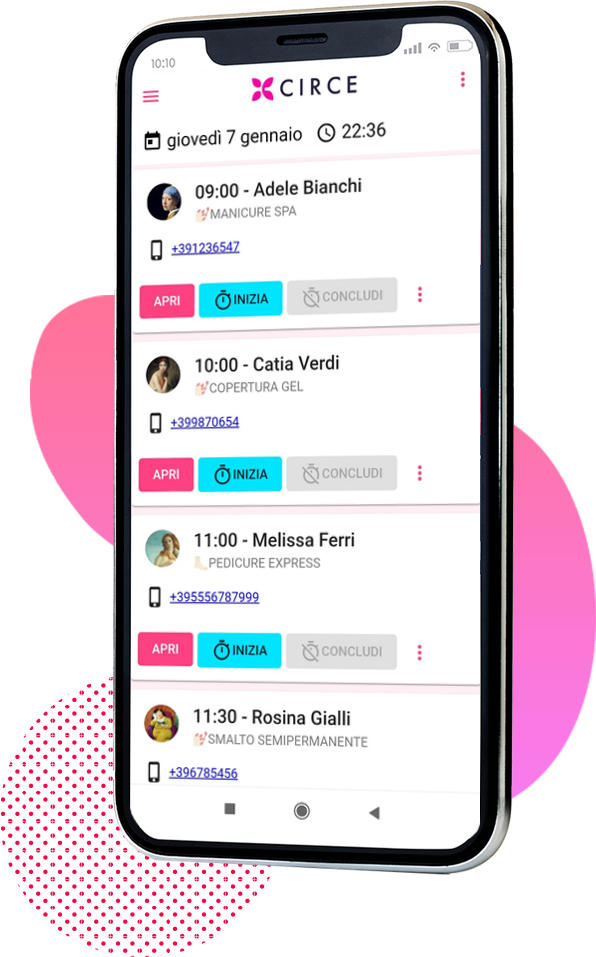 10:10
CIRCE
giovedì 7 gennaio 22:36
09:00 - Adele Bianchi
MANICURE SPA
+391236547
APRI INIZIA CONCLUDI
10:00 - Catia Verdi
COPERTURA GEL
+399870654
APRI INIZIA CONCLUDI
11:00 - Melissa Ferri
PEDICURE EXPRESS
+395556787999
APRI INIZIA CONCLUDI
11:30 - Rosina Gialli
SMALTO SEMIPERMANENTE
+396785456